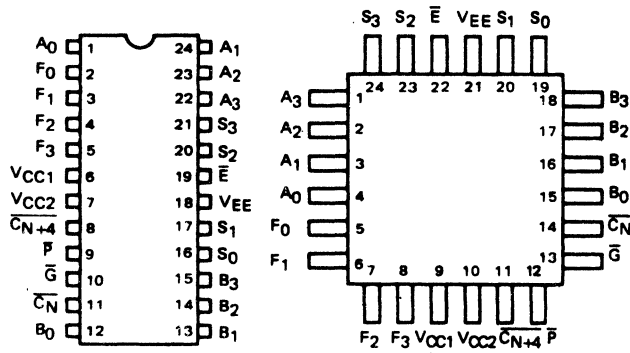 A0 1 24 A1
F0 2 23 A2
F1 3 22 A3
F2 4 21 S3
F3 5 20 S2
VCC1 6 19 E̅
VCC2 7 18 VEE
C̅N̅+̅4̅ 8 17 S1
P̅ 9 16 S0
G̅ 10 15 B3
C̅N̅ 11 14 B2
B0 12 13 B1
S3 S2 E̅ VEE S1 S0
24 23 22 21 20 19
A3 1 18 B3
A2 2 17 B2
A1 3 16 B1
A0 4 15 B0
F0 5 14 C̅N̅
F1 6 13 G̅
7 8 9 10 11 12
F2 F3 VCC1 VCC2 C̅N̅+̅4̅ P̅